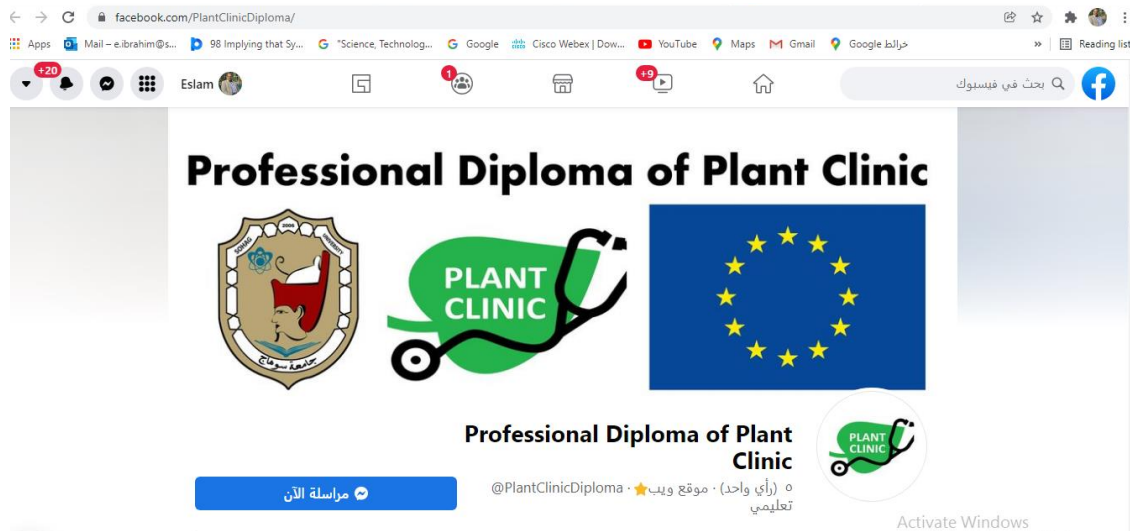 facebook.com/PlantClinicDiploma/
Apps Mail – e.ibrahim@s... 98 Implying that Sy... "Science, Technolog... Google Cisco Webex | Dow... YouTube Maps Gmail خرائط Google » Reading list
+20 Eslam 1 +9 بحث في فيسبوك
Professional Diploma of Plant Clinic
SOHAG 2006 UNIVERSITY
جامعة سوهاج
PLANT
CLINIC
Professional Diploma of Plant
Clinic
PLANT
CLINIC
٥ (رأي واحد) · موقع ويب · @PlantClinicDiploma
تعليمي
مراسلة الآن
Activate Windows